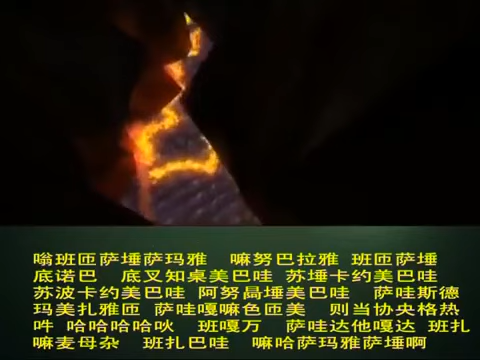 嗡班匝萨埵萨玛雅 嘛努巴拉雅 班匝萨埵
底诺巴 底叉知桌美巴哇 苏埵卡约美巴哇
苏波卡约美巴哇 阿努晶埵美巴哇 萨哇斯德
玛美扎雅匝 萨哇嘎嘛色匝美 则当协央格热
吽 哈哈哈哈吙 班嘎万 萨哇达他嘎达 班扎
嘛麦母杂 班扎巴哇 嘛哈萨玛雅萨埵啊